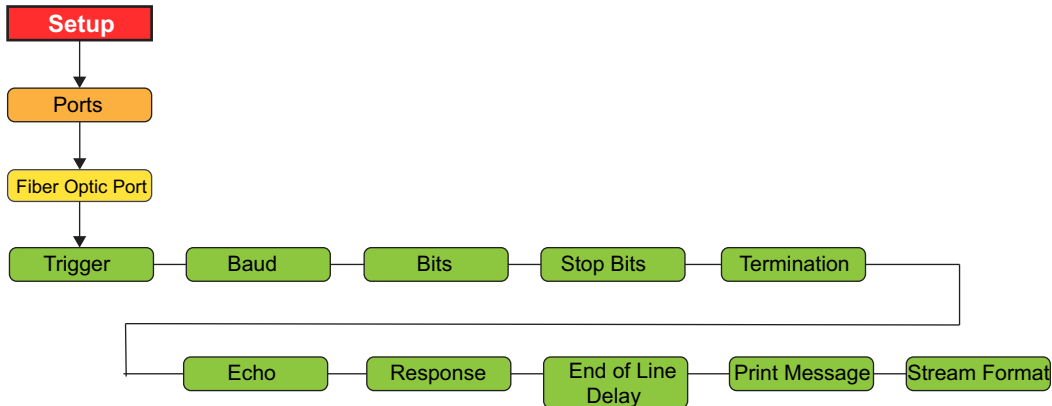 Setup
Ports
Fiber Optic Port
Trigger
Baud
Bits
Stop Bits
Termination
Echo
Response
End of Line
Delay
Print Message
Stream Format